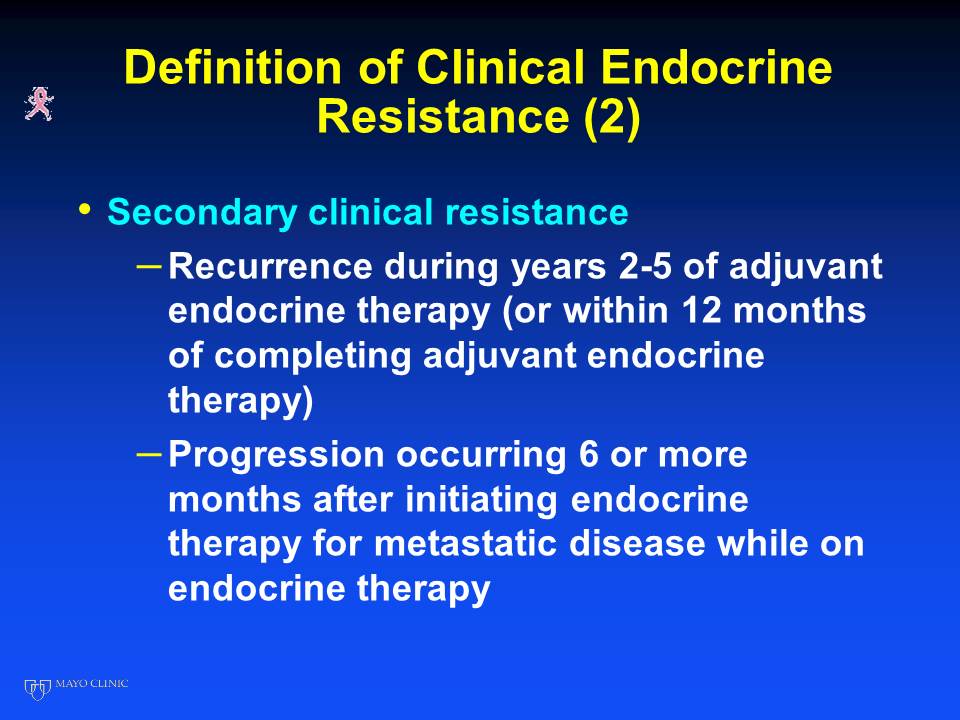 Definition of Clinical Endocrine
Resistance (2)
• Secondary clinical resistance
– Recurrence during years 2-5 of adjuvant
endocrine therapy (or within 12 months
of completing adjuvant endocrine
therapy)
– Progression occurring 6 or more
months after initiating endocrine
therapy for metastatic disease while on
endocrine therapy
MAYO CLINIC